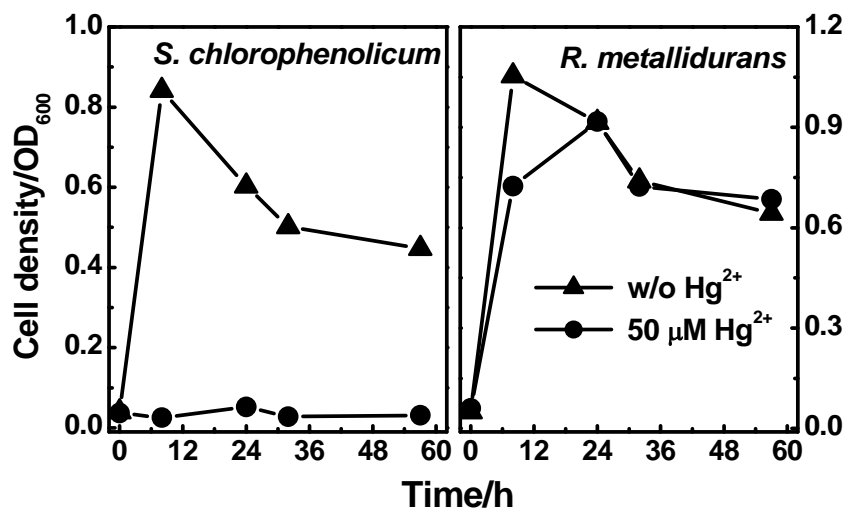 S. chlorophenolicum
R. metallidurans
1.0
0.8
0.6
0.4
0.2
0.0
Cell density/OD₆₀₀
1.2
0.9
0.6
0.3
0.0
w/o Hg²⁺
50 μM Hg²⁺
0 12 24 36 48 60
0 12 24 36 48 60
Time/h